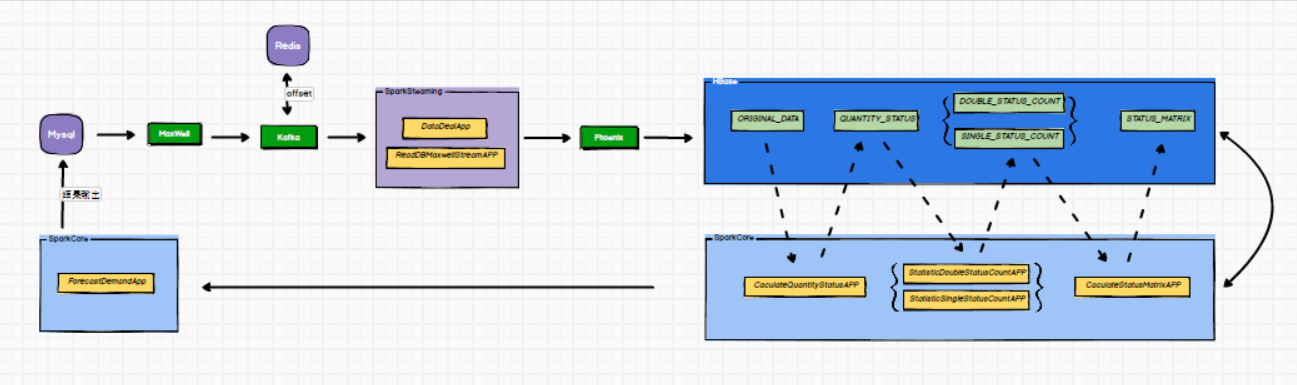 Redis
offset
SparkSteaming
DataDealApp
ReadDBMaxwellStreamAPP
Mysql
MaxWell
Kafka
Phoenix
HBase
ORIGINAL_DATA
QUANTITY_STATUS
DOUBLE_STATUS_COUNT
SINGLE_STATUS_COUNT
STATUS_MATRIX
结果输出
SparkCore
ForecastDemandApp
SparkCore
CaculateQuantityStatusAPP
StatisticDoubleStatusCountAPP
StatisticSingleStatusCountAPP
CaculateStatusMatrixAPP